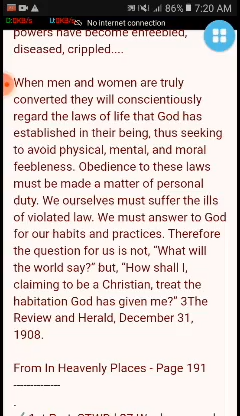 86% 7:20 AM
0.0KB/s U:0KB/s No internet connection
powers have become enfeebled,
diseased, crippled....
When men and women are truly
converted they will conscientiously
regard the laws of life that God has
established in their being, thus seeking
to avoid physical, mental, and moral
feebleness. Obedience to these laws
must be made a matter of personal
duty. We ourselves must suffer the ills
of violated law. We must answer to God
for our habits and practices. Therefore
the question for us is not, “What will
the world say?” but, “How shall I,
claiming to be a Christian, treat the
habitation God has given me?” 3The
Review and Herald, December 31,
1908.
From In Heavenly Places - Page 191
---------------
.